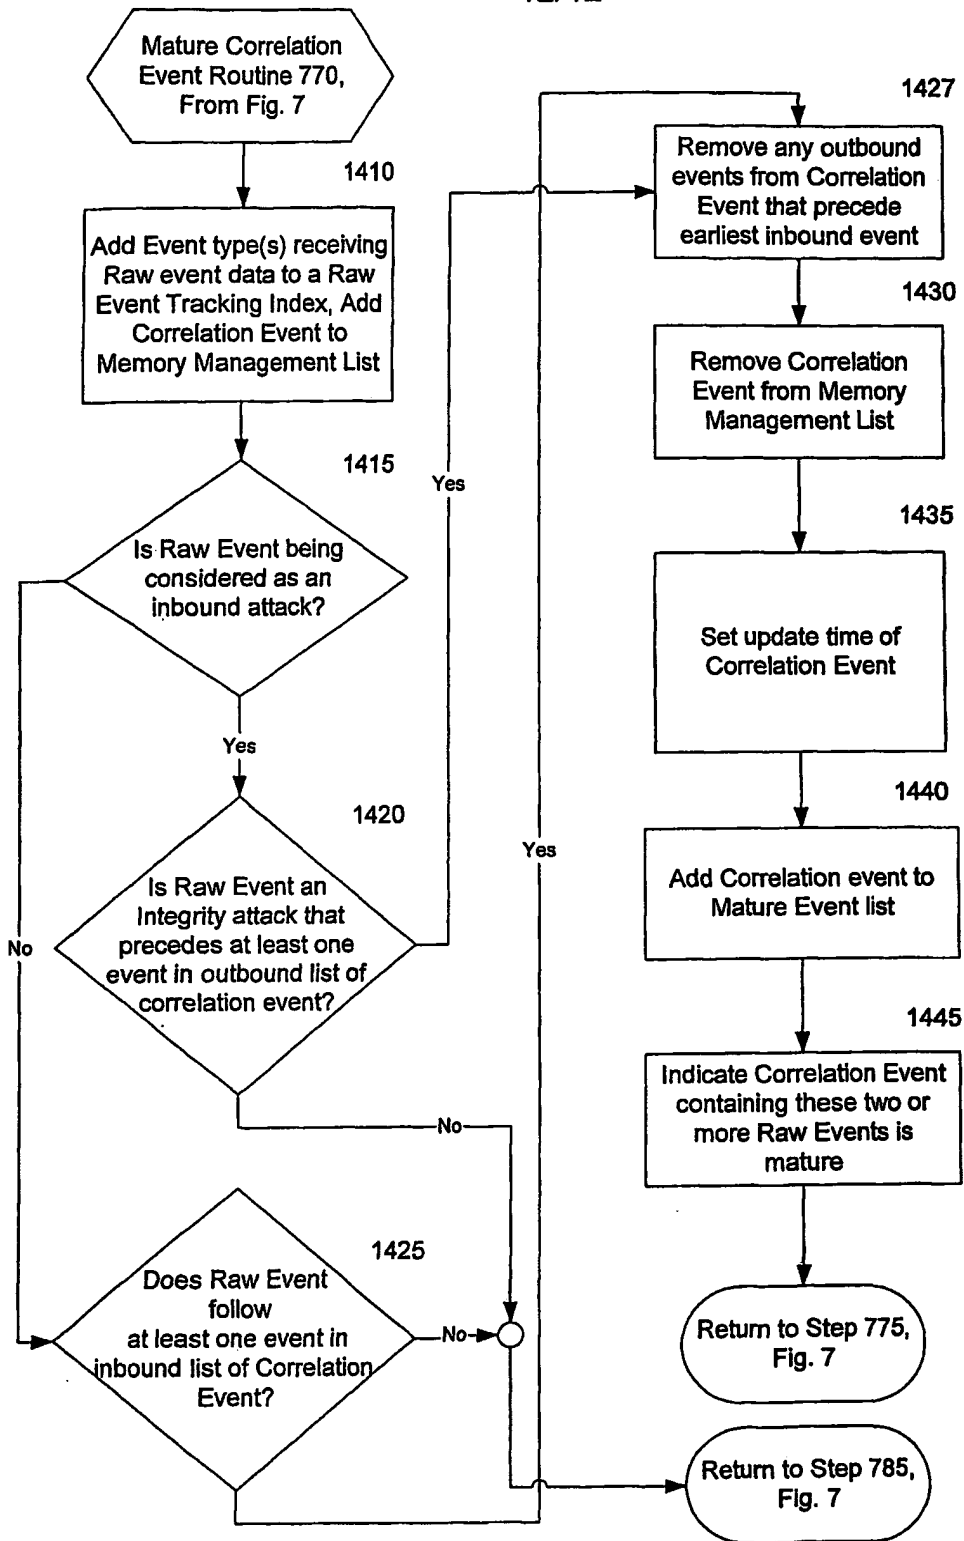 Mature Correlation
Event Routine 770,
From Fig. 7
1410
Add Event type(s) receiving
Raw event data to a Raw
Event Tracking Index, Add
Correlation Event to
Memory Management List
1415
Is Raw Event being
considered as an
inbound attack?
Yes
No
1420
Is Raw Event an
Integrity attack that
precedes at least one
event in outbound list of
correlation event?
Yes
No
1425
Does Raw Event
follow
at least one event in
inbound list of Correlation
Event?
No
Yes
1427
Remove any outbound
events from Correlation
Event that precede
earliest inbound event
1430
Remove Correlation
Event from Memory
Management List
1435
Set update time of
Correlation Event
1440
Add Correlation event to
Mature Event list
1445
Indicate Correlation Event
containing these two or
more Raw Events is
mature
Return to Step 775,
Fig. 7
Return to Step 785,
Fig. 7